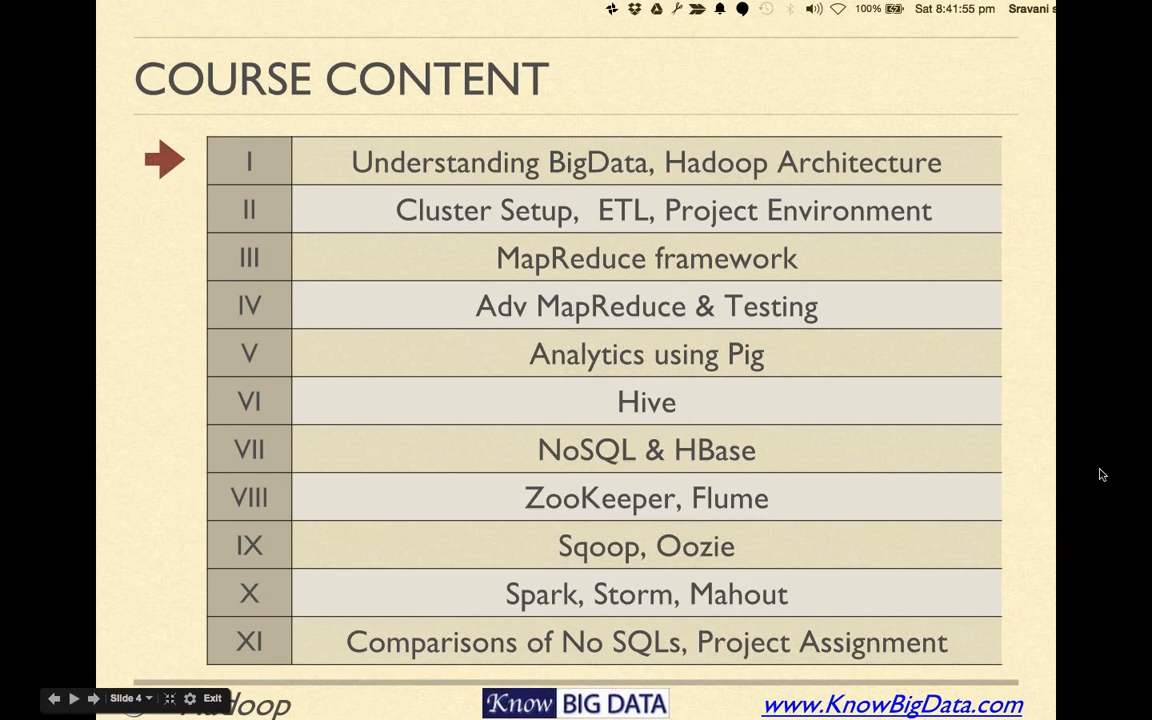 100% Sat 8:41:55 pm Sravani s
COURSE CONTENT
I Understanding BigData, Hadoop Architecture
II Cluster Setup, ETL, Project Environment
III MapReduce framework
IV Adv MapReduce & Testing
V Analytics using Pig
VI Hive
VII NoSQL & HBase
VIII ZooKeeper, Flume
IX Sqoop, Oozie
X Spark, Storm, Mahout
XI Comparisons of No SQLs, Project Assignment
Slide 4 Exit
Hadoop Know BIG DATA www.KnowBigData.com